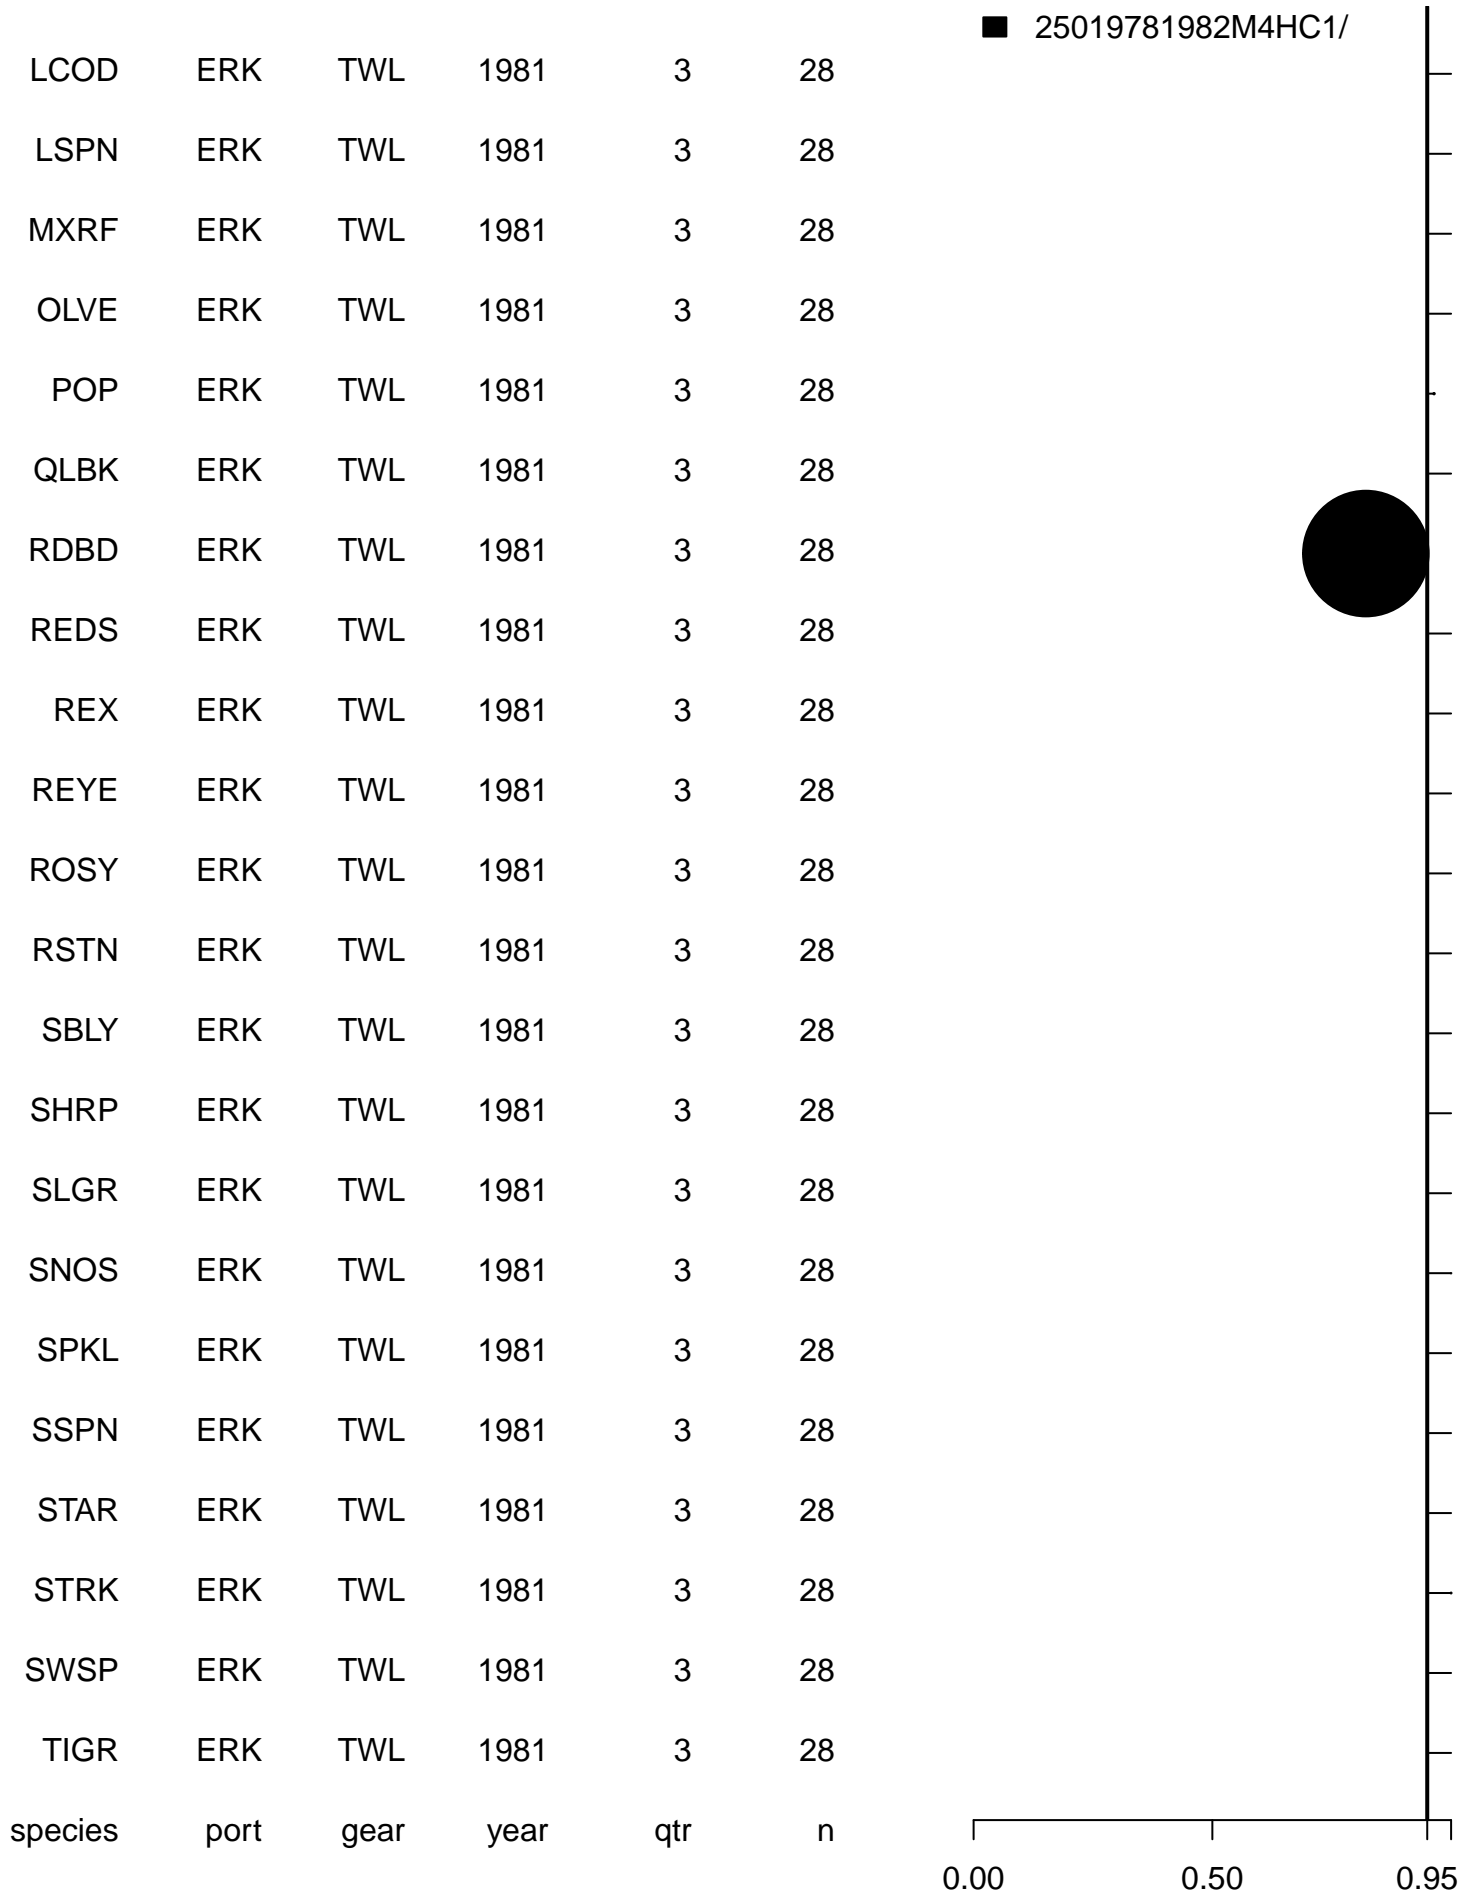 25019781982M4HC1/
LCOD ERK TWL 1981 3 28
LSPN ERK TWL 1981 3 28
MXRF ERK TWL 1981 3 28
OLVE ERK TWL 1981 3 28
POP ERK TWL 1981 3 28
QLBK ERK TWL 1981 3 28
RDBD ERK TWL 1981 3 28
REDS ERK TWL 1981 3 28
REX ERK TWL 1981 3 28
REYE ERK TWL 1981 3 28
ROSY ERK TWL 1981 3 28
RSTN ERK TWL 1981 3 28
SBLY ERK TWL 1981 3 28
SHRP ERK TWL 1981 3 28
SLGR ERK TWL 1981 3 28
SNOS ERK TWL 1981 3 28
SPKL ERK TWL 1981 3 28
SSPN ERK TWL 1981 3 28
STAR ERK TWL 1981 3 28
STRK ERK TWL 1981 3 28
SWSP ERK TWL 1981 3 28
TIGR ERK TWL 1981 3 28
species port gear year qtr n
0.00 0.50 0.95